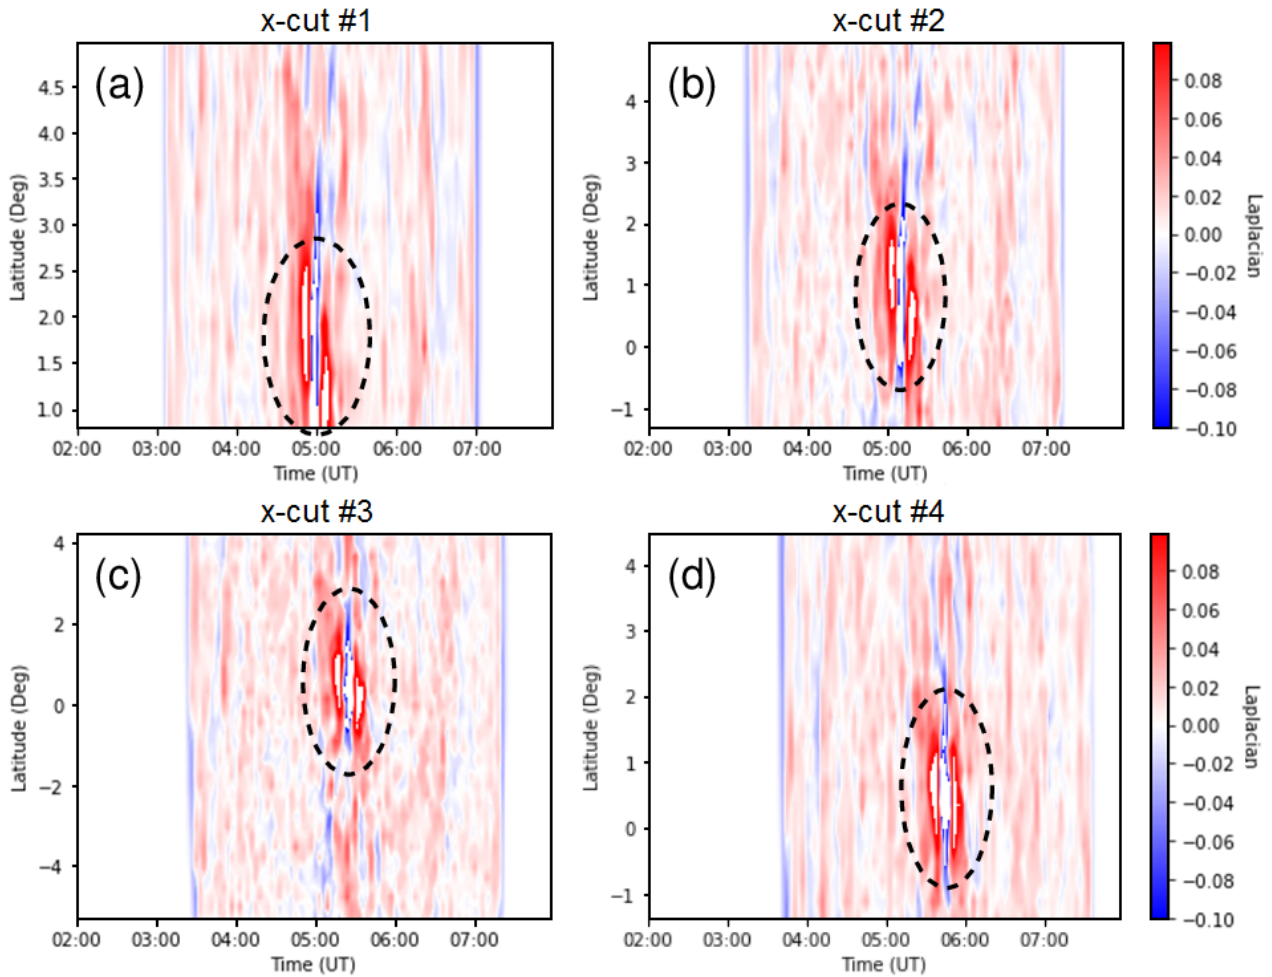 x-cut #1
(a)
4.5
4.0
3.5
3.0
2.5
2.0
1.5
1.0
Latitude (Deg)
02:00 03:00 04:00 05:00 06:00 07:00
Time (UT)
x-cut #2
(b)
4
3
2
1
0
−1
Latitude (Deg)
02:00 03:00 04:00 05:00 06:00 07:00
Time (UT)
0.08
0.06
0.04
0.02
0.00
−0.02
−0.04
−0.06
−0.08
−0.10
Laplacian
x-cut #3
(c)
4
2
0
−2
−4
Latitude (Deg)
02:00 03:00 04:00 05:00 06:00 07:00
Time (UT)
x-cut #4
(d)
4
3
2
1
0
−1
Latitude (Deg)
02:00 03:00 04:00 05:00 06:00 07:00
Time (UT)
0.08
0.06
0.04
0.02
0.00
−0.02
−0.04
−0.06
−0.08
−0.10
Laplacian